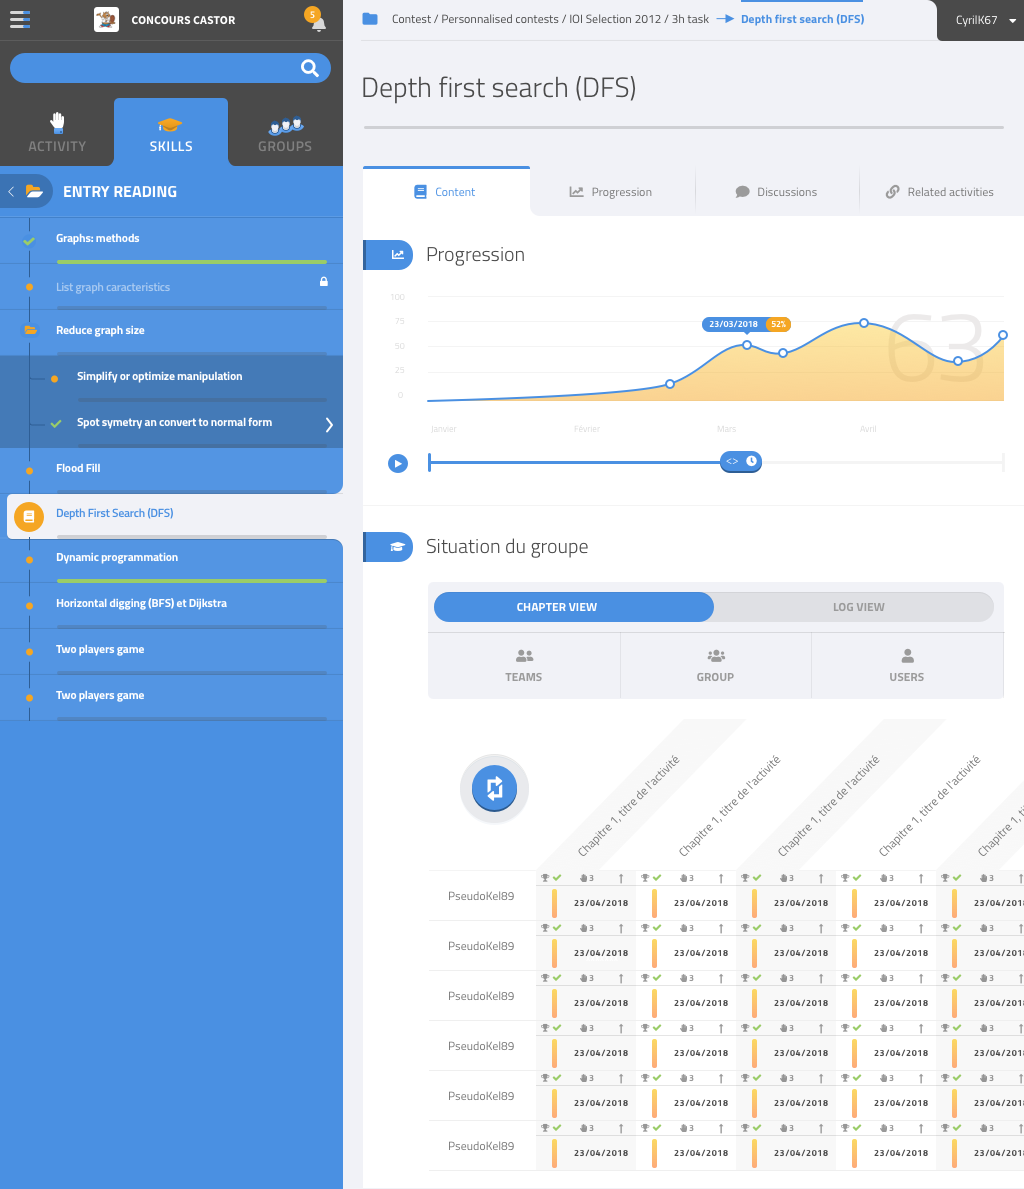 CONCOURS CASTOR
5
ACTIVITY
SKILLS
GROUPS
ENTRY READING
Graphs: methods
List graph caracteristics
Reduce graph size
Simplify or optimize manipulation
Spot symetry an convert to normal form
Flood Fill
Depth First Search (DFS)
Dynamic programmation
Horizontal digging (BFS) et Dijkstra
Two players game
Two players game
Contest / Personnalised contests / IOI Selection 2012 / 3h task
Depth first search (DFS)
CyrilK67
Depth first search (DFS)
Content
Progression
Discussions
Related activities
Progression
100
75
50
25
0
23/03/2018
52%
63
Janvier
Février
Mars
Avril
<>
Situation du groupe
CHAPTER VIEW
LOG VIEW
TEAMS
GROUP
USERS
Chapitre 1, titre de l'activité
Chapitre 1, titre de l'activité
Chapitre 1, titre de l'activité
Chapitre 1, titre de l'activité
Chapitre 1, ti
3 3 3 3 3
PseudoKel89
23/04/2018 23/04/2018 23/04/2018 23/04/2018 23/04/201
3 3 3 3 3
PseudoKel89
23/04/2018 23/04/2018 23/04/2018 23/04/2018 23/04/201
3 3 3 3 3
PseudoKel89
23/04/2018 23/04/2018 23/04/2018 23/04/2018 23/04/201
3 3 3 3 3
PseudoKel89
23/04/2018 23/04/2018 23/04/2018 23/04/2018 23/04/201
3 3 3 3 3
PseudoKel89
23/04/2018 23/04/2018 23/04/2018 23/04/2018 23/04/201
3 3 3 3 3
PseudoKel89
23/04/2018 23/04/2018 23/04/2018 23/04/2018 23/04/201